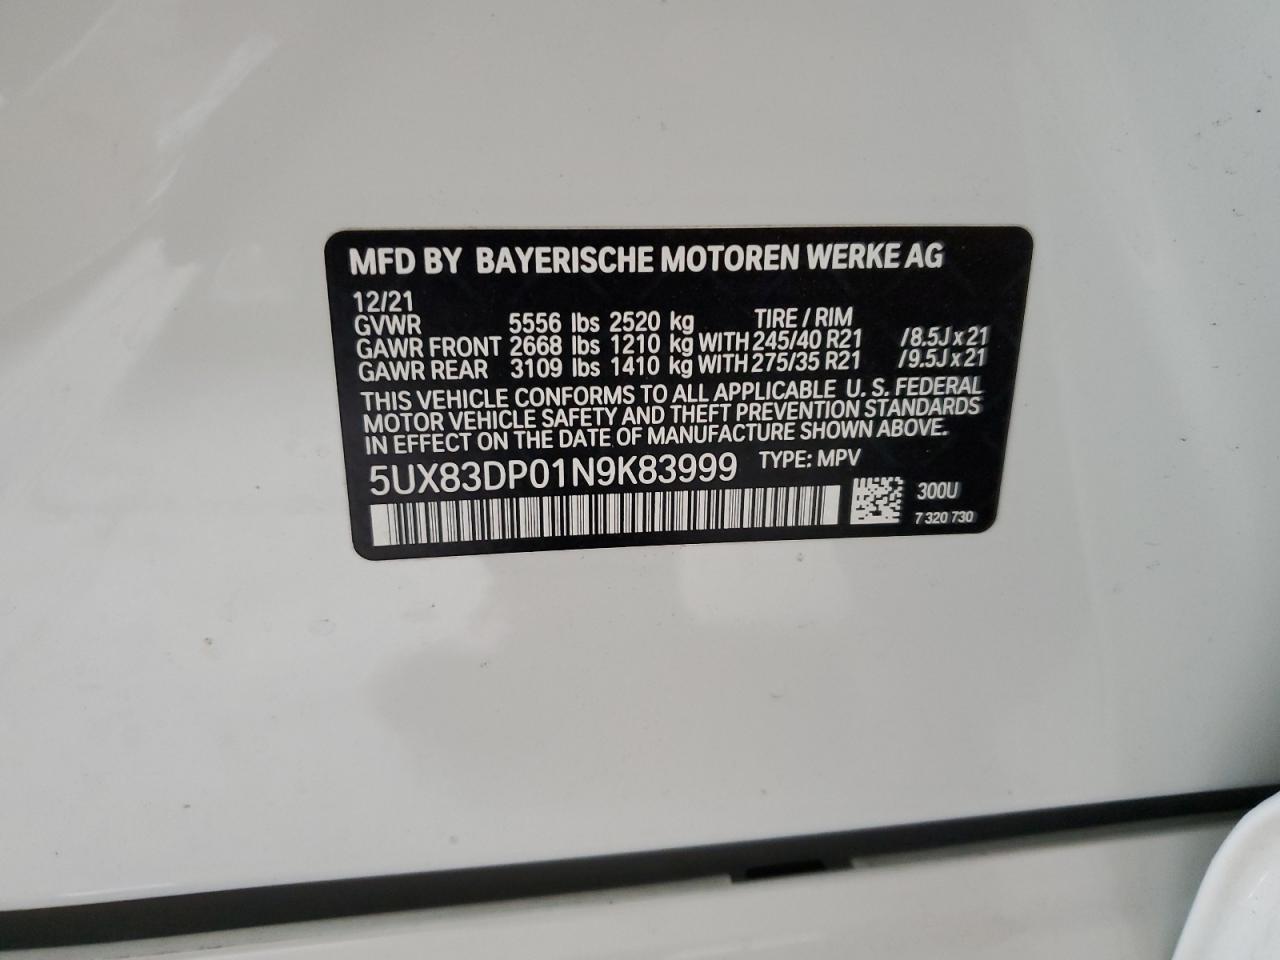 MFD BY BAYERISCHE MOTOREN WERKE AG
12/21
GVWR 5556 lbs 2520 kg TIRE / RIM
GAWR FRONT 2668 lbs 1210 kg WITH 245/40 R21 /8.5J x 21
GAWR REAR 3109 lbs 1410 kg WITH 275/35 R21 /9.5J x 21
THIS VEHICLE CONFORMS TO ALL APPLICABLE U. S. FEDERAL
MOTOR VEHICLE SAFETY AND THEFT PREVENTION STANDARDS
IN EFFECT ON THE DATE OF MANUFACTURE SHOWN ABOVE.
5UX83DP01N9K83999 TYPE: MPV
300U
7 320 730